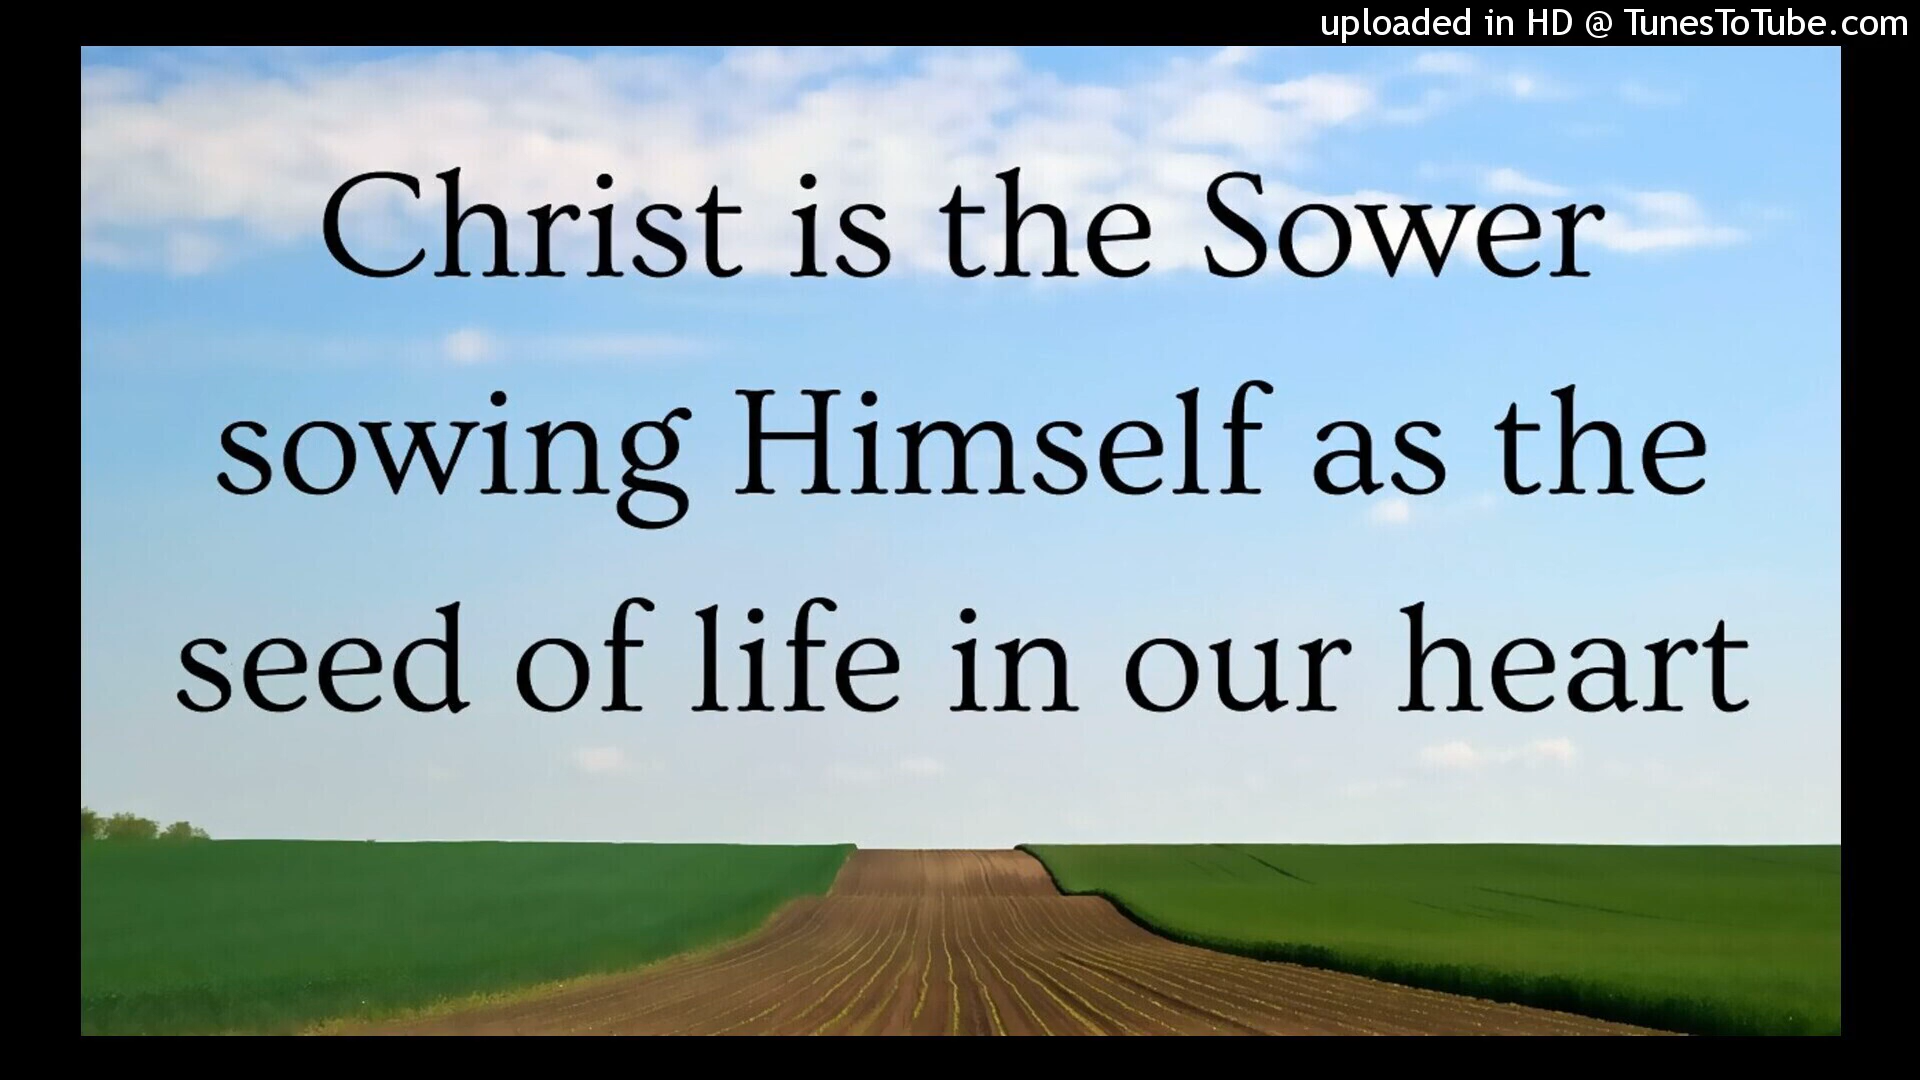 uploaded in HD @ TunesToTube.com
Christ is the Sower
sowing Himself as the
seed of life in our heart